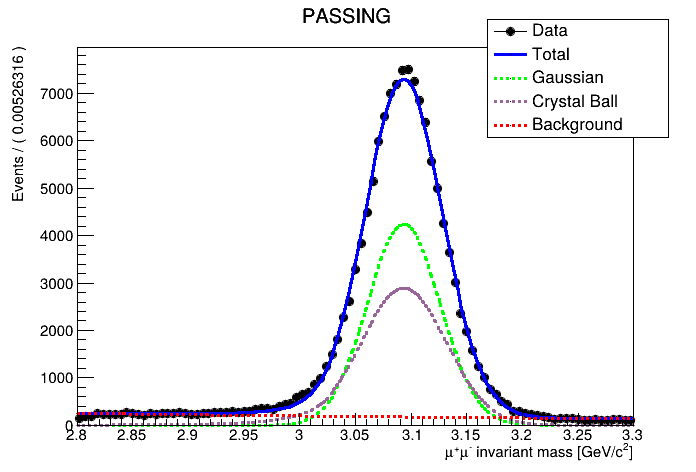 PASSING
Data
Total
Gaussian
Crystal Ball
Background
Events / ( 0.00526316 )
7000
6000
5000
4000
3000
2000
1000
0
2.8 2.85 2.9 2.95 3 3.05 3.1 3.15 3.2 3.25 3.3
μ⁺μ⁻ invariant mass [GeV/c²]